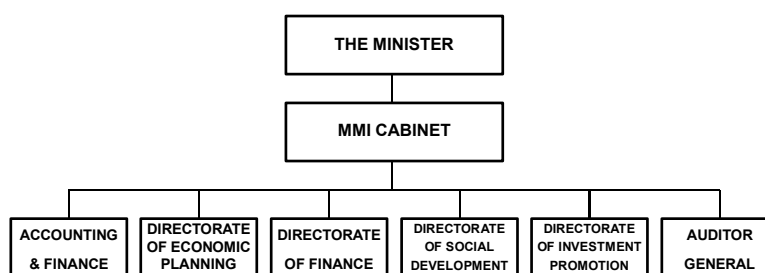 THE MINISTER
MMI CABINET
ACCOUNTING
& FINANCE
DIRECTORATE
OF ECONOMIC
PLANNING
DIRECTORATE
OF FINANCE
DIRECTORATE
OF SOCIAL
DEVELOPMENT
DIRECTORATE
OF INVESTMENT
PROMOTION
AUDITOR
GENERAL